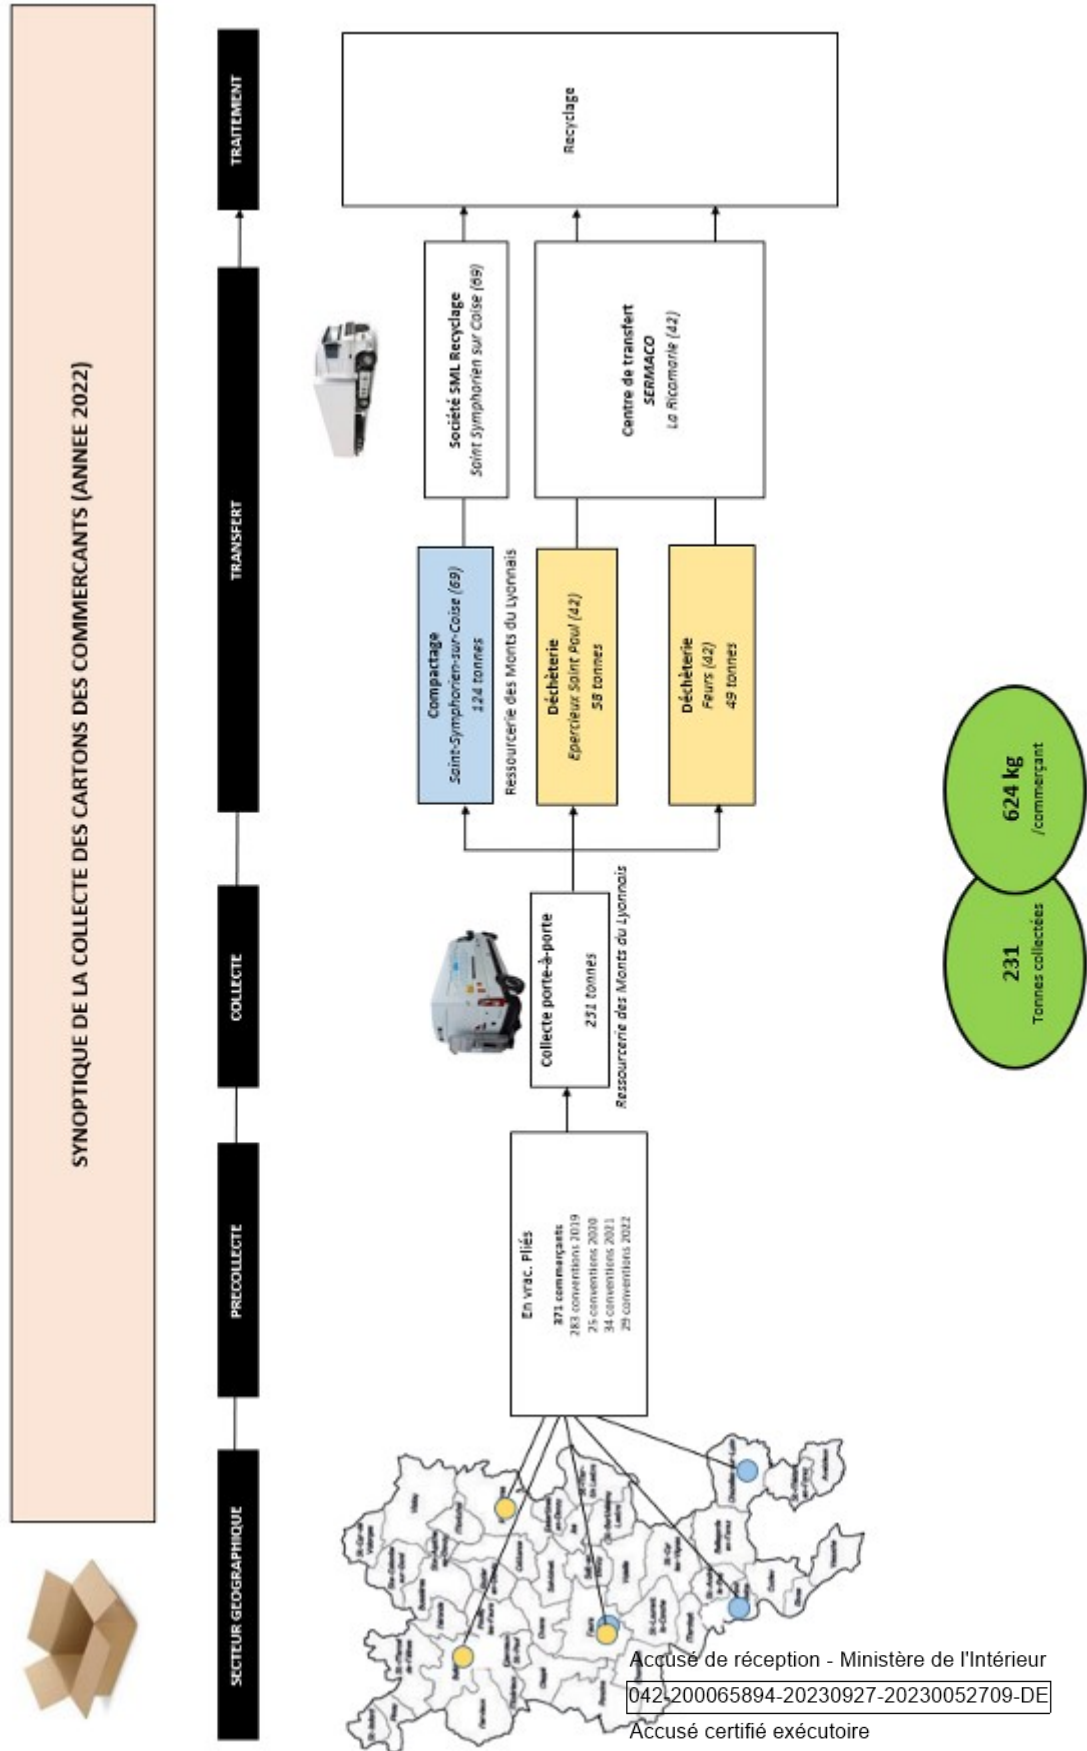 SYNOPTIQUE DE LA COLLECTE DES CARTONS DES COMMERCANTS (ANNEE 2022)
SECTEUR GEOGRAPHIQUE
PRECOLLECTE
COLLECTE
TRANSFERT
TRAITEMENT
En vrac. Pliés
371 commerçants
283 conventions 2019
25 conventions 2020
34 conventions 2021
29 conventions 2022
Collecte porte-à-porte
231 tonnes
Ressourcerie des Monts du Lyonnais
Compactage
Saint-Symphorien-sur-Coise (69)
124 tonnes
Ressourcerie des Monts du Lyonnais
Déchèterie
Epercieux Saint Paul (42)
58 tonnes
Déchèterie
Feurs (42)
49 tonnes
Société SML Recyclage
Saint Symphorien sur Coise (69)
Centre de transfert
SERMACO
La Ricamarie (42)
Recyclage
231
Tonnes collectées
624 kg
/commerçant
Accusé de réception - Ministère de l'Intérieur
042-200065894-20230927-20230052709-DE
Accusé certifié exécutoire